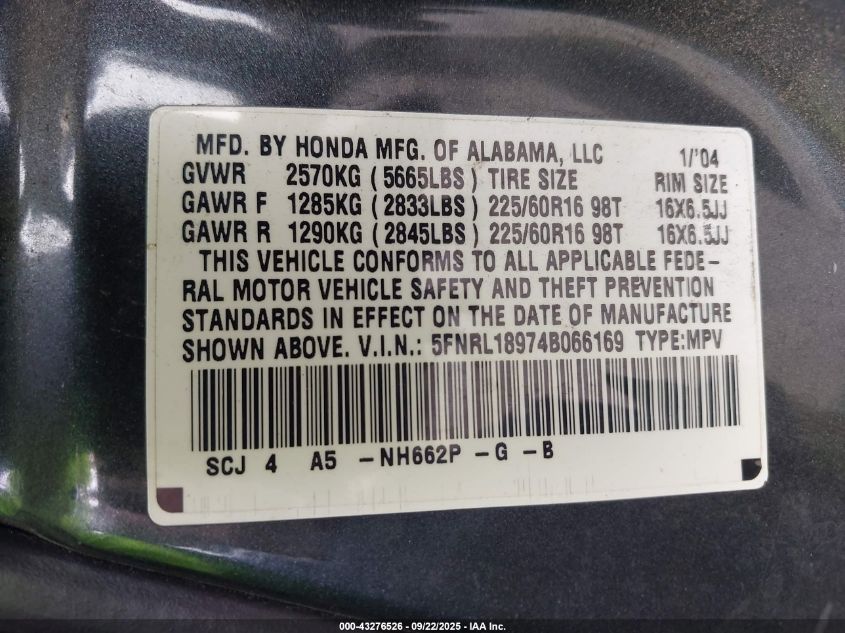 MFD. BY HONDA MFG. OF ALABAMA, LLC 1/'04
GVWR 2570KG (5665LBS) TIRE SIZE RIM SIZE
GAWR F 1285KG (2833LBS) 225/60R16 98T 16X6.5JJ
GAWR R 1290KG (2845LBS) 225/60R16 98T 16X6.5JJ
THIS VEHICLE CONFORMS TO ALL APPLICABLE FEDE-
RAL MOTOR VEHICLE SAFETY AND THEFT PREVENTION
STANDARDS IN EFFECT ON THE DATE OF MANUFACTURE
SHOWN ABOVE. V.I.N.: 5FNRL18974B066169 TYPE:MPV
SCJ 4 A5 -NH662P -G -B
000-43276526 - 09/22/2025 - IAA Inc.